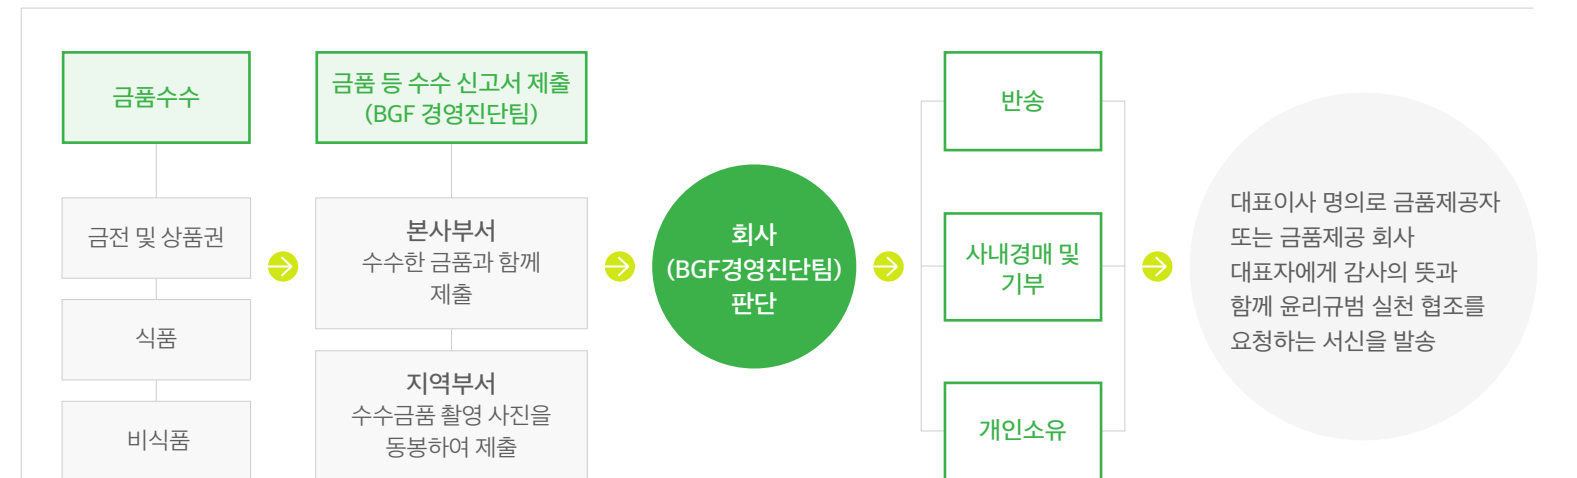 금품수수
금전 및 상품권
식품
비식품
금품 등 수수 신고서 제출
(BGF 경영진단팀)
본사부서
수수한 금품과 함께
제출
지역부서
수수금품 촬영 사진을
동봉하여 제출
회사
(BGF경영진단팀)
판단
반송
사내경매 및
기부
개인소유
대표이사 명의로 금품제공자
또는 금품제공 회사
대표자에게 감사의 뜻과
함께 윤리규범 실천 협조를
요청하는 서신을 발송